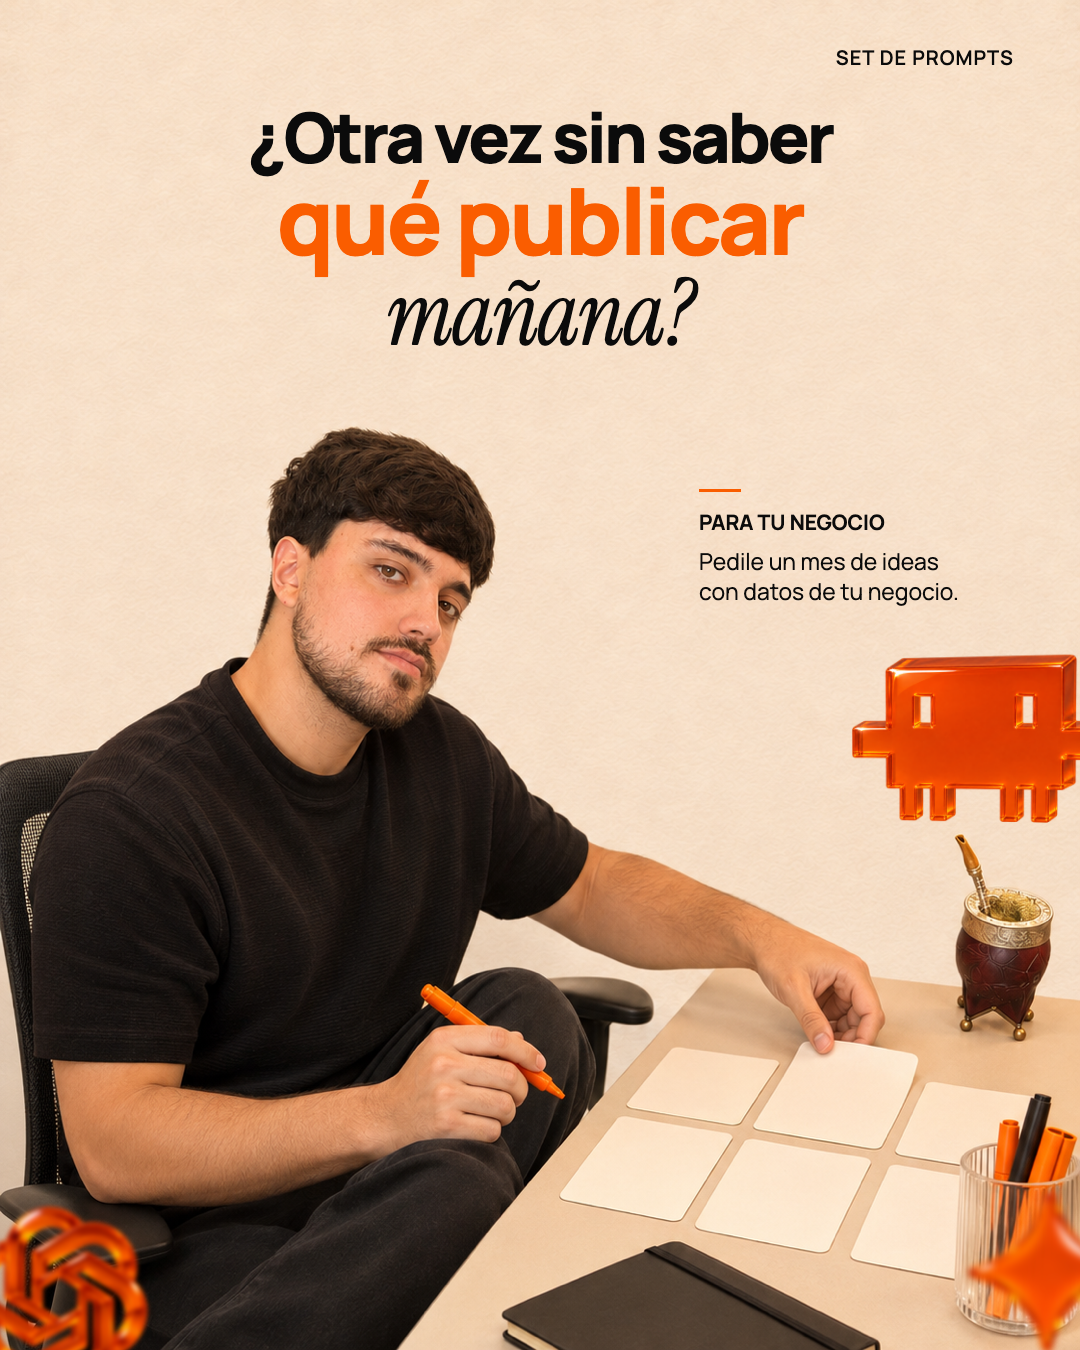 SET DE PROMPTS
¿Otra vez sin saber
qué publicar
mañana?
PARA TU NEGOCIO
Pedile un mes de ideas
con datos de tu negocio.